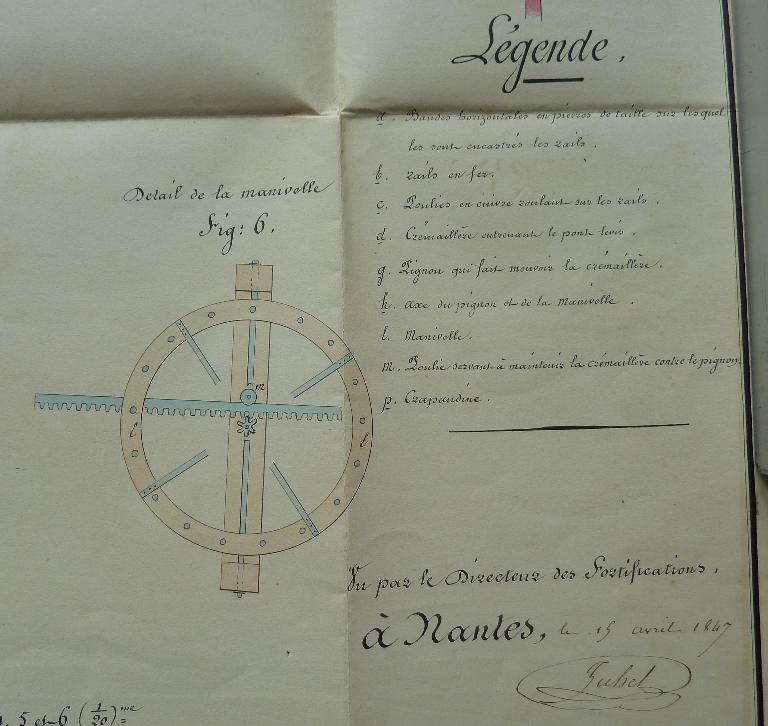 Légende.
a. Bandes horizontales en pierres de taille sur lesquel
les sont encastrés les rails.
b. rails en fer.
c. Poulies en cuivre roulant sur les rails.
d. Crémaillère entrenant le pont levis.
g. Pignon qui fait mouvoir la crémaillère.
h. axe du pignon et de la Manivelle.
l. Manivelle.
m. Poulie servant à maintenir la crémaillère contre le pignon.
p. Crapaudine.
Detail de la manivelle
Fig: 6.
m
l
l
Vu par le Directeur des Fortifications,
à Nantes, le 15 avril 1847
5 et 6 (1/20)me